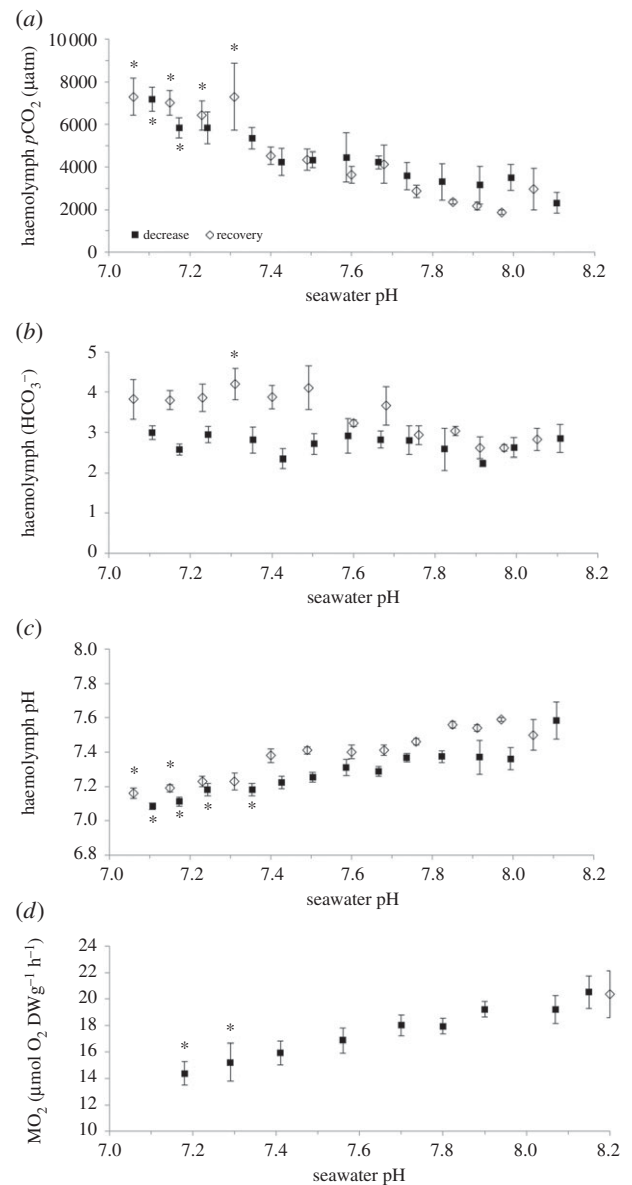 (a)
* * * *
10 000
8000
6000
4000
2000
0
haemolymph pCO₂ (µatm)
* *
■ decrease ◇ recovery
7.0 7.2 7.4 7.6 7.8 8.0 8.2
seawater pH
(b)
5
4
3
2
1
0
haemolymph (HCO₃⁻)
*
7.0 7.2 7.4 7.6 7.8 8.0 8.2
seawater pH
(c)
8.0
7.8
7.6
7.4
7.2
7.0
6.8
haemolymph pH
* *
* * * *
7.0 7.2 7.4 7.6 7.8 8.0 8.2
seawater pH
(d)
24
22
20
18
16
14
12
10
MO₂ (µmol O₂ DWg⁻¹ h⁻¹)
* *
7.0 7.2 7.4 7.6 7.8 8.0 8.2
seawater pH